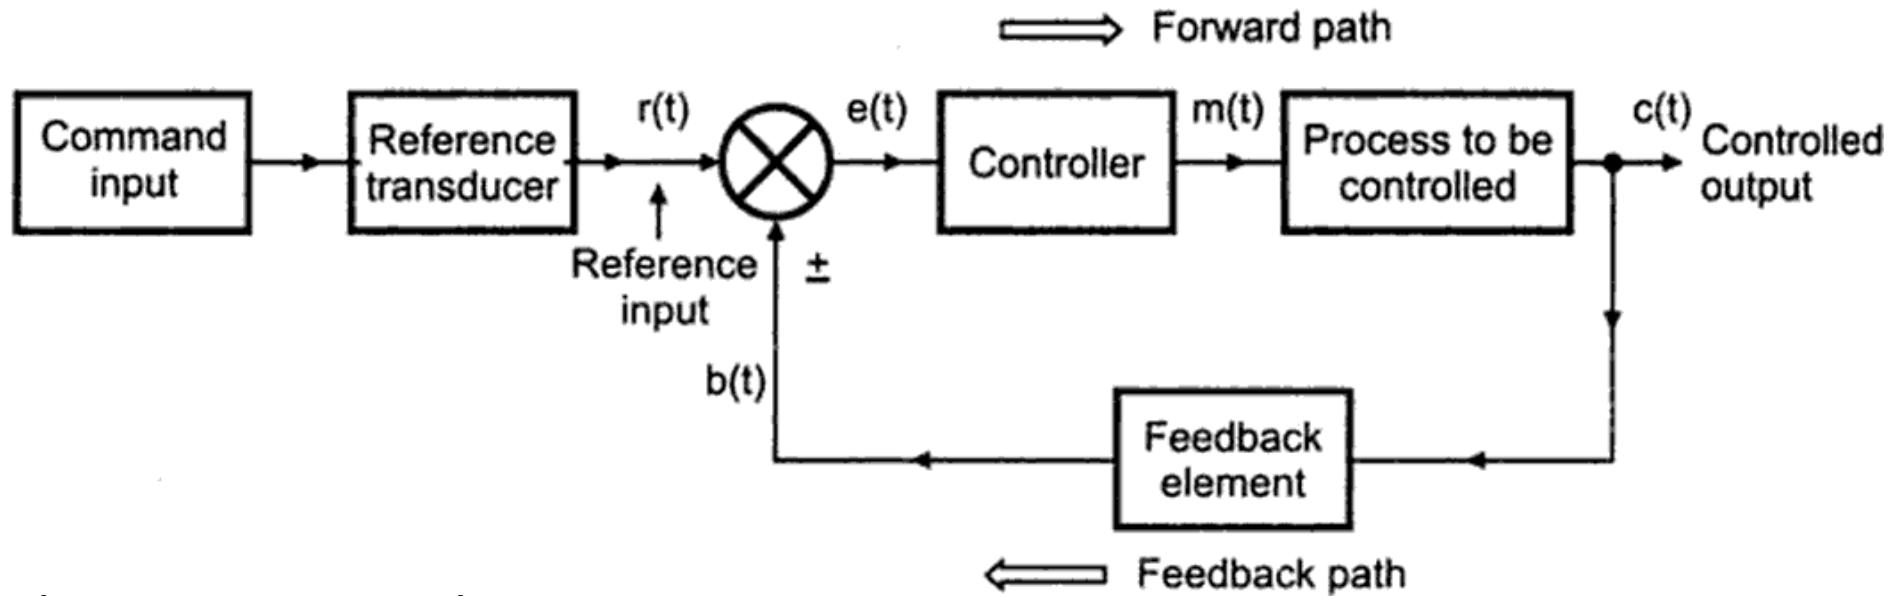 Forward path
Command
input
Reference
transducer
r(t)
Reference
input
±
e(t)
Controller
m(t)
Process to be
controlled
c(t)
Controlled
output
b(t)
Feedback
element
Feedback path